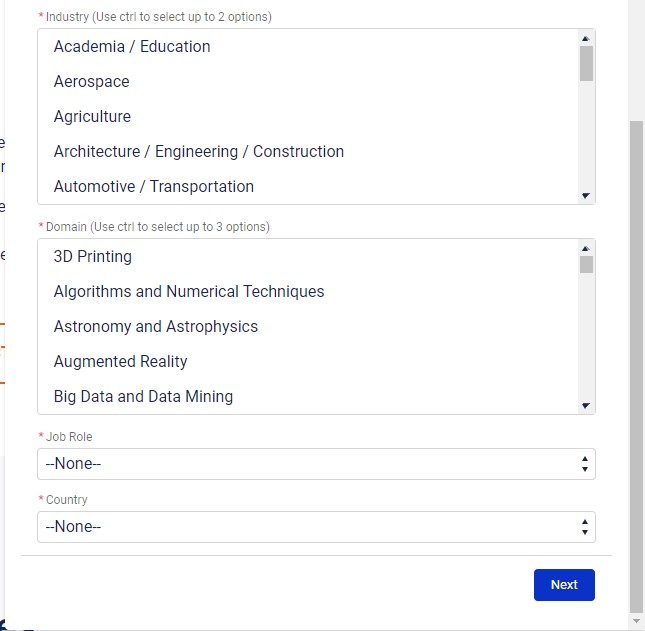 * Industry (Use ctrl to select up to 2 options)
Academia / Education
Aerospace
Agriculture
Architecture / Engineering / Construction
Automotive / Transportation
* Domain (Use ctrl to select up to 3 options)
3D Printing
Algorithms and Numerical Techniques
Astronomy and Astrophysics
Augmented Reality
Big Data and Data Mining
* Job Role
--None--
* Country
--None--
Next